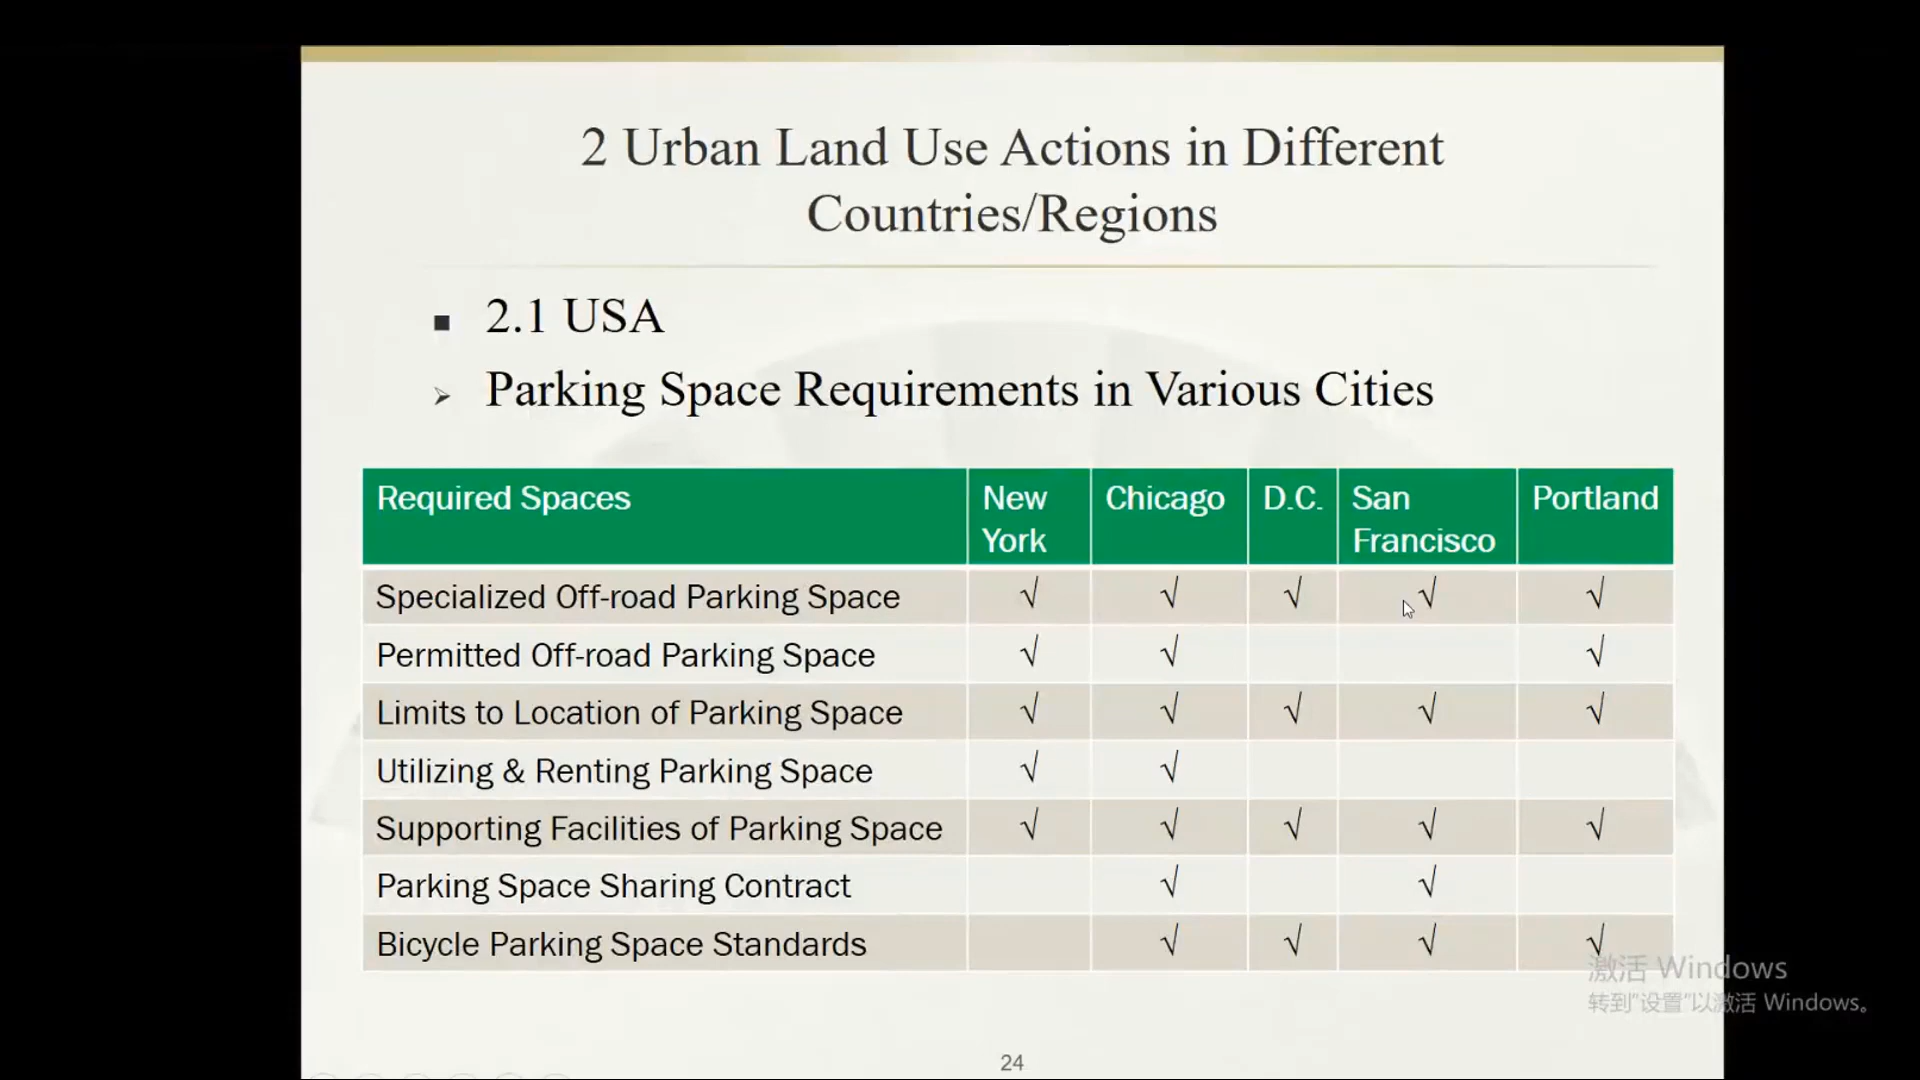 2 Urban Land Use Actions in Different
Countries/Regions
■ 2.1 USA
➢ Parking Space Requirements in Various Cities
Required Spaces New York Chicago D.C. San Francisco Portland
Specialized Off-road Parking Space √ √ √ √ √
Permitted Off-road Parking Space √ √ √
Limits to Location of Parking Space √ √ √ √ √
Utilizing & Renting Parking Space √ √
Supporting Facilities of Parking Space √ √ √ √ √
Parking Space Sharing Contract √ √
Bicycle Parking Space Standards √ √ √ √
激活 Windows
转到"设置"以激活 Windows。
24